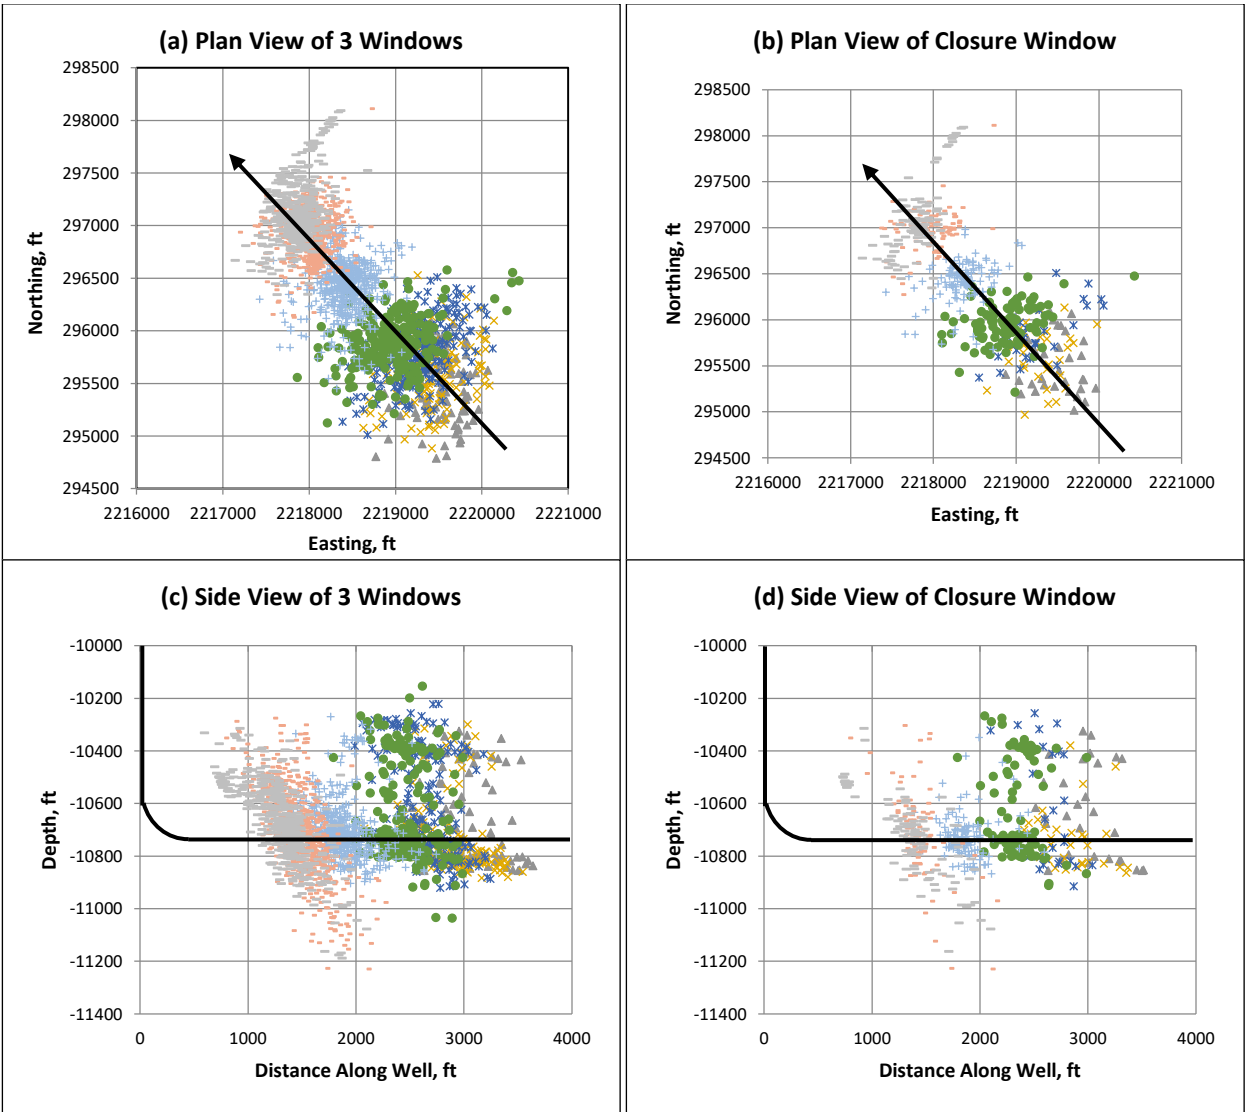 (a) Plan View of 3 Windows
298500
298000
297500
297000
296500
296000
295500
295000
294500
2216000 2217000 2218000 2219000 2220000 2221000
Northing, ft
Easting, ft
(b) Plan View of Closure Window
298500
298000
297500
297000
296500
296000
295500
295000
294500
2216000 2217000 2218000 2219000 2220000 2221000
Northing, ft
Easting, ft
(c) Side View of 3 Windows
-10000
-10200
-10400
-10600
-10800
-11000
-11200
-11400
0 1000 2000 3000 4000
Depth, ft
Distance Along Well, ft
(d) Side View of Closure Window
-10000
-10200
-10400
-10600
-10800
-11000
-11200
-11400
0 1000 2000 3000 4000
Depth, ft
Distance Along Well, ft